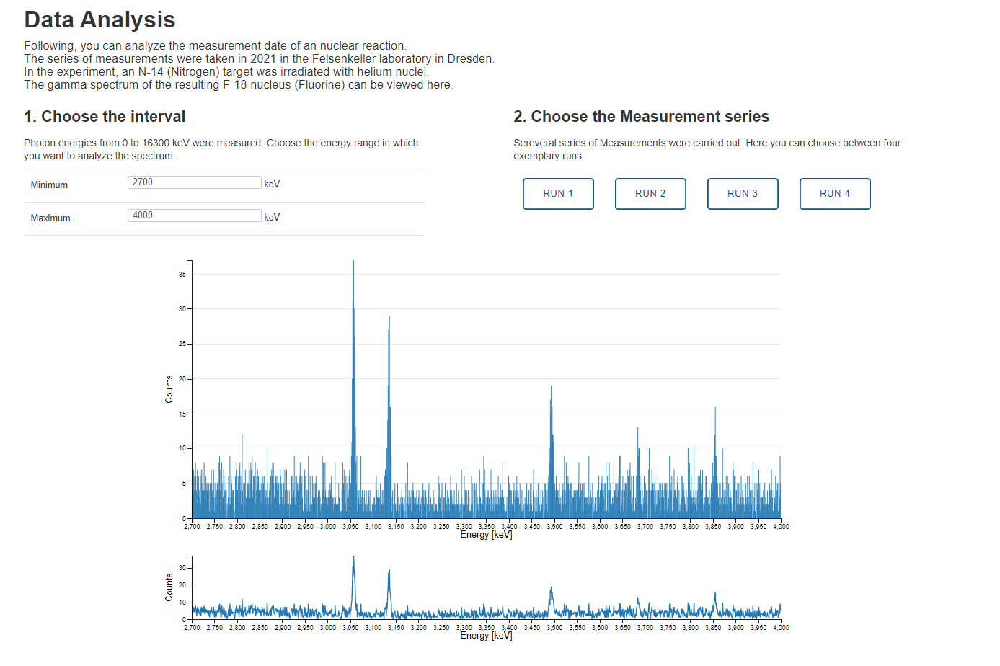 Data Analysis
Following, you can analyze the measurement date of an nuclear reaction.
The series of measurements were taken in 2021 in the Felsenkeller laboratory in Dresden.
In the experiment, an N-14 (Nitrogen) target was irradiated with helium nuclei.
The gamma spectrum of the resulting F-18 nucleus (Fluorine) can be viewed here.
1. Choose the interval
Photon energies from 0 to 16300 keV were measured. Choose the energy range in which
you want to analyze the spectrum.
Minimum 2700 keV
Maximum 4000 keV
2. Choose the Measurement series
Sereveral series of Measurements were carried out. Here you can choose between four
exemplary runs.
RUN 1 RUN 2 RUN 3 RUN 4
Counts
35
30
25
20
15
10
5
0
2,700 2,750 2,800 2,850 2,900 2,950 3,000 3,050 3,100 3,150 3,200 3,250 3,300 3,350 3,400 3,450 3,500 3,550 3,600 3,650 3,700 3,750 3,800 3,850 3,900 3,950 4,000
Energy [keV]
Counts
30
20
10
0
2,700 2,750 2,800 2,850 2,900 2,950 3,000 3,050 3,100 3,150 3,200 3,250 3,300 3,350 3,400 3,450 3,500 3,550 3,600 3,650 3,700 3,750 3,800 3,850 3,900 3,950 4,000
Energy [keV]